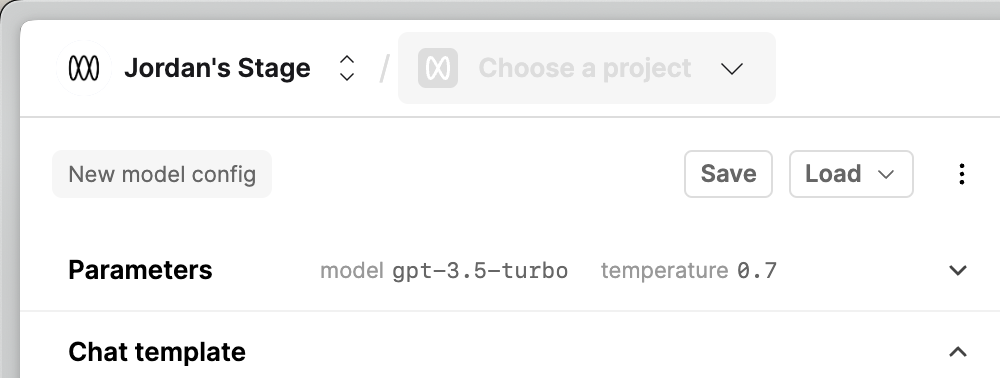 Jordan's Stage / Choose a project
New model config Save Load
Parameters model gpt-3.5-turbo temperature 0.7
Chat template